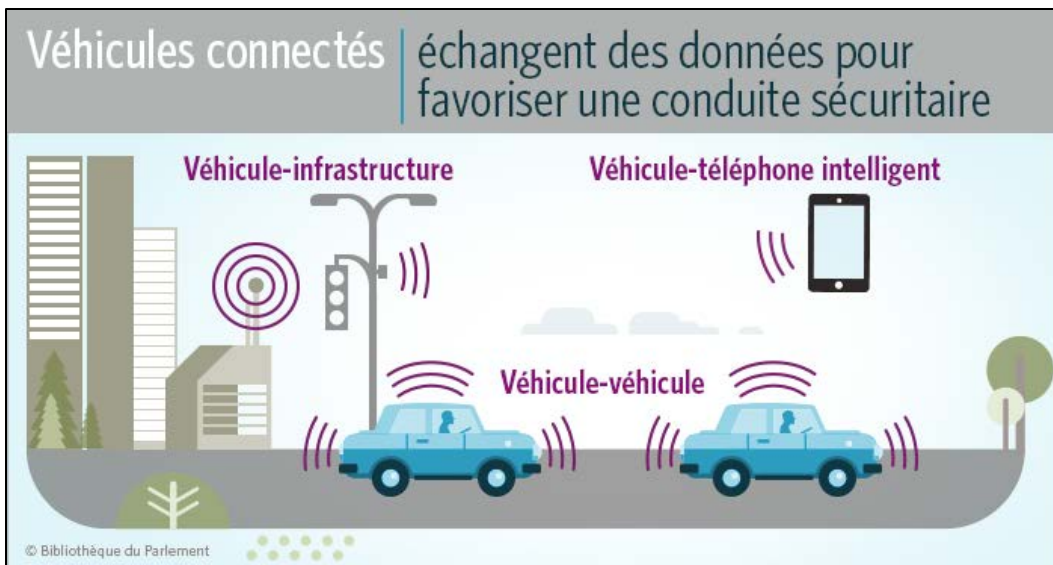 Véhicules connectés
échangent des données pour
favoriser une conduite sécuritaire
Véhicule-infrastructure
Véhicule-téléphone intelligent
Véhicule-véhicule
© Bibliothèque du Parlement